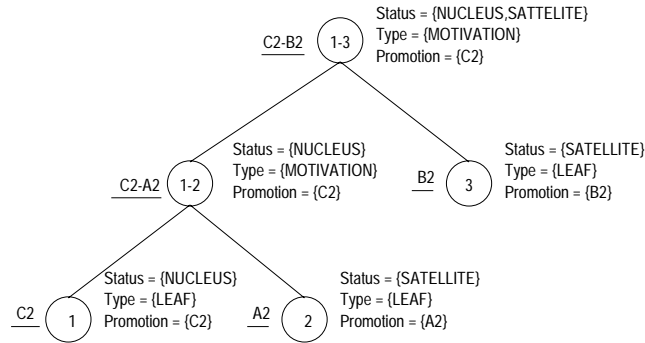 Status = {NUCLEUS,SATTELITE}
C2-B2 1-3 Type = {MOTIVATION}
Promotion = {C2}
Status = {NUCLEUS}
C2-A2 1-2 Type = {MOTIVATION}
Promotion = {C2}
Status = {SATELLITE}
B2 3 Type = {LEAF}
Promotion = {B2}
Status = {NUCLEUS}
Type = {LEAF}
C2 1 Promotion = {C2}
Status = {SATELLITE}
Type = {LEAF}
A2 2 Promotion = {A2}